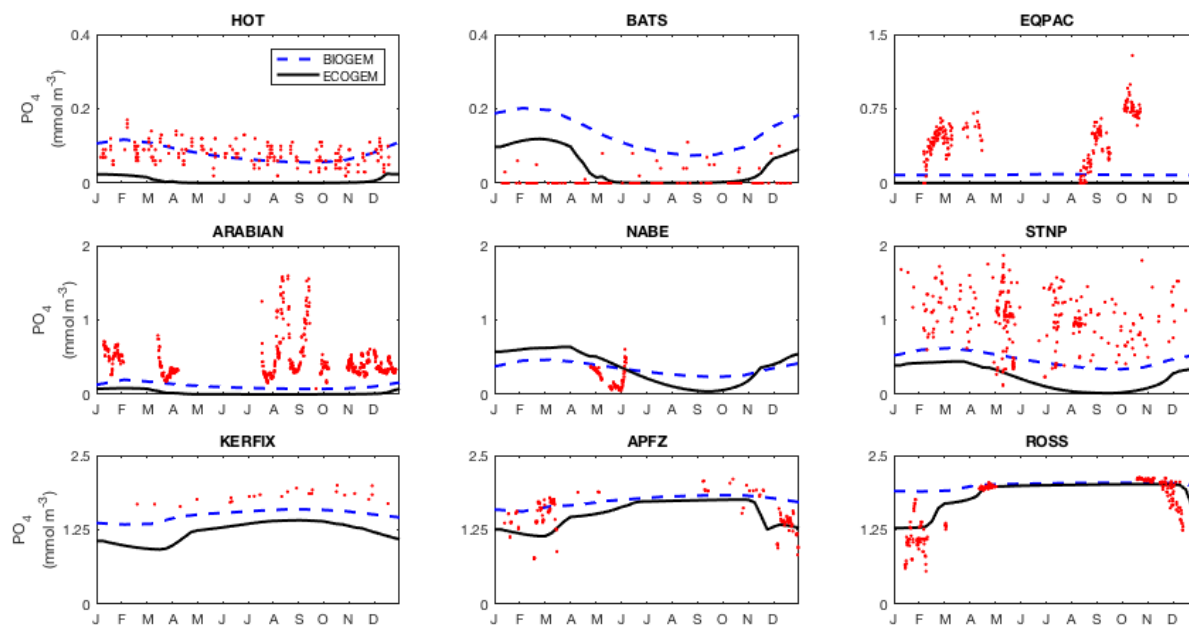 HOT BATS EQPAC
0.4 0.4 1.5
BIOGEM
ECOGEM
PO4
(mmol m-3)
0.2 0.2 0.75
0 0 0
J F M A M J J A S O N D J F M A M J J A S O N D J F M A M J J A S O N D
ARABIAN NABE STNP
2 2 2
PO4
(mmol m-3)
1 1 1
0 0 0
J F M A M J J A S O N D J F M A M J J A S O N D J F M A M J J A S O N D
KERFIX APFZ ROSS
2.5 2.5 2.5
PO4
(mmol m-3)
1.25 1.25 1.25
0 0 0
J F M A M J J A S O N D J F M A M J J A S O N D J F M A M J J A S O N D